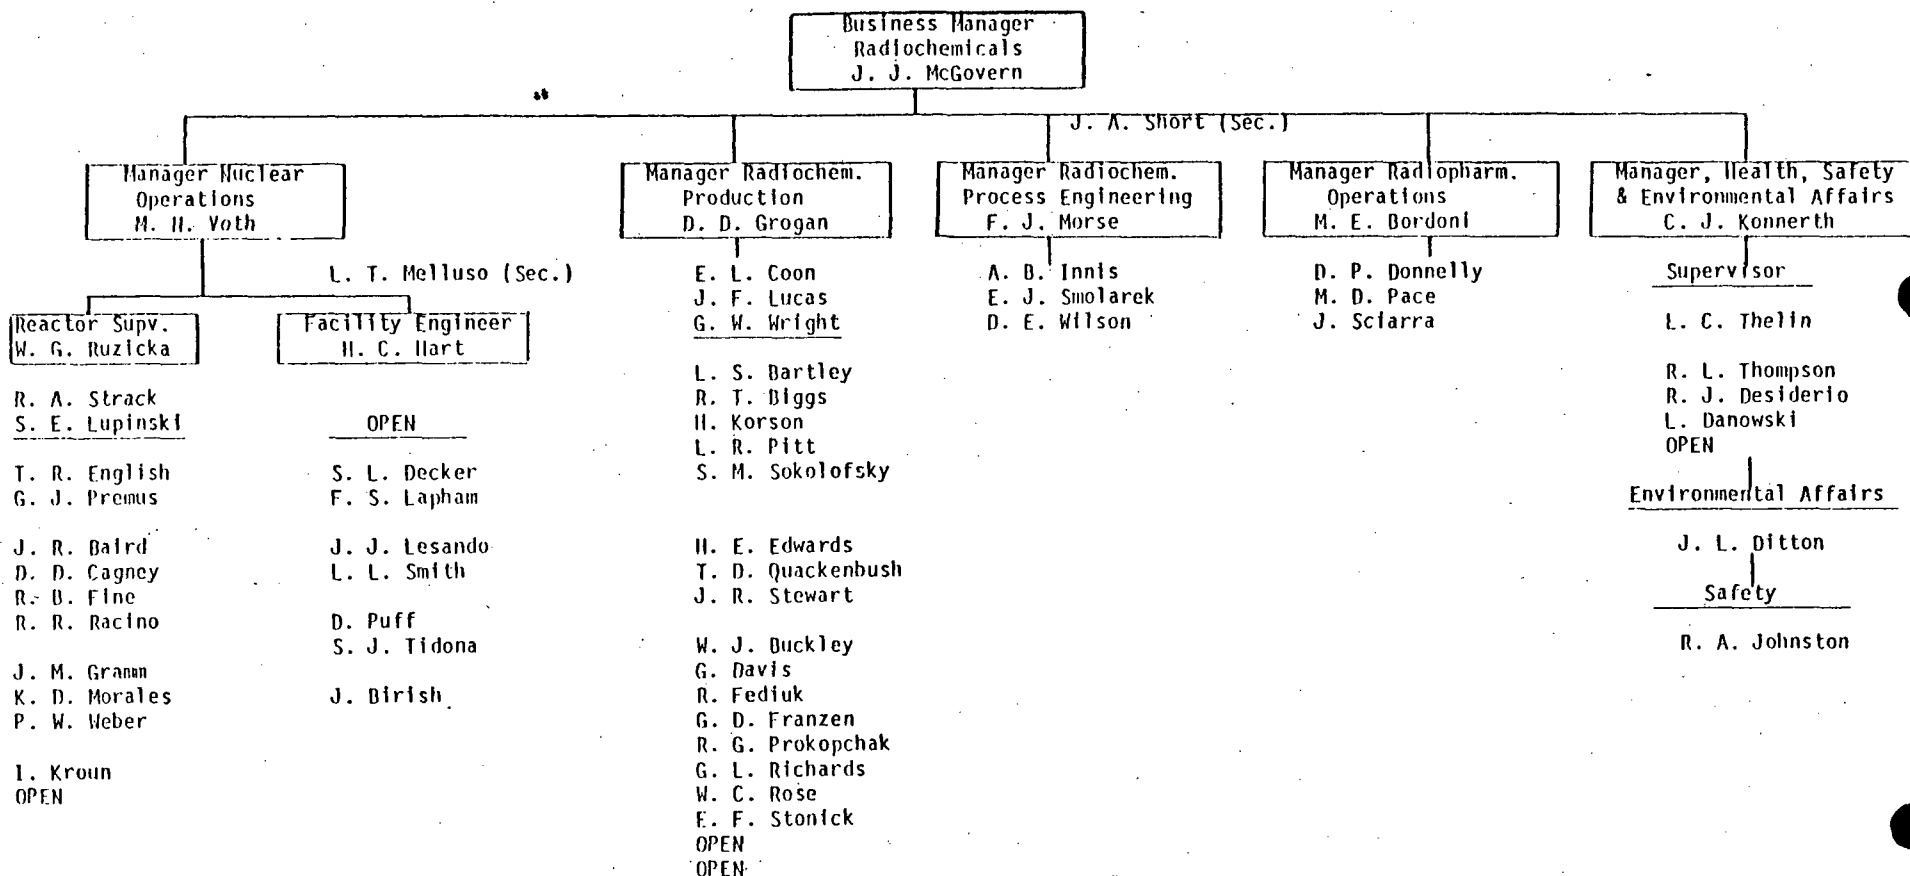 Business Manager
Radiochemicals
J. J. McGovern
J. A. Short (Sec.)
Manager Nuclear
Operations
M. H. Voth
L. T. Melluso (Sec.)
Reactor Supv.
W. G. Ruzicka
R. A. Strack
S. E. Lupinski
T. R. English
G. J. Premus
J. R. Baird
D. D. Cagney
R. B. Fine
R. R. Racino
J. M. Gramm
K. D. Morales
P. W. Weber
I. Kroun
OPEN
Facility Engineer
H. C. Hart
OPEN
S. L. Decker
F. S. Lapham
J. J. Lesando
L. L. Smith
D. Puff
S. J. Tidona
J. Birish
Manager Radiochem.
Production
D. D. Grogan
E. L. Coon
J. F. Lucas
G. W. Wright
L. S. Bartley
R. T. Biggs
H. Korson
L. R. Pitt
S. M. Sokolofsky
H. E. Edwards
T. D. Quackenbush
J. R. Stewart
W. J. Buckley
G. Davis
R. Fediuk
G. D. Franzen
R. G. Prokopchak
G. L. Richards
W. C. Rose
E. F. Stonick
OPEN
OPEN
Manager Radiochem.
Process Engineering
F. J. Morse
A. B. Innis
E. J. Smolarek
D. E. Wilson
Manager Radiopharm.
Operations
M. E. Bordoni
D. P. Donnelly
M. D. Pace
J. Sciarra
Manager, Health, Safety
& Environmental Affairs
C. J. Konnerth
Supervisor
L. C. Thelin
R. L. Thompson
R. J. Desiderio
L. Danowski
OPEN
Environmental Affairs
J. L. Ditton
Safety
R. A. Johnston